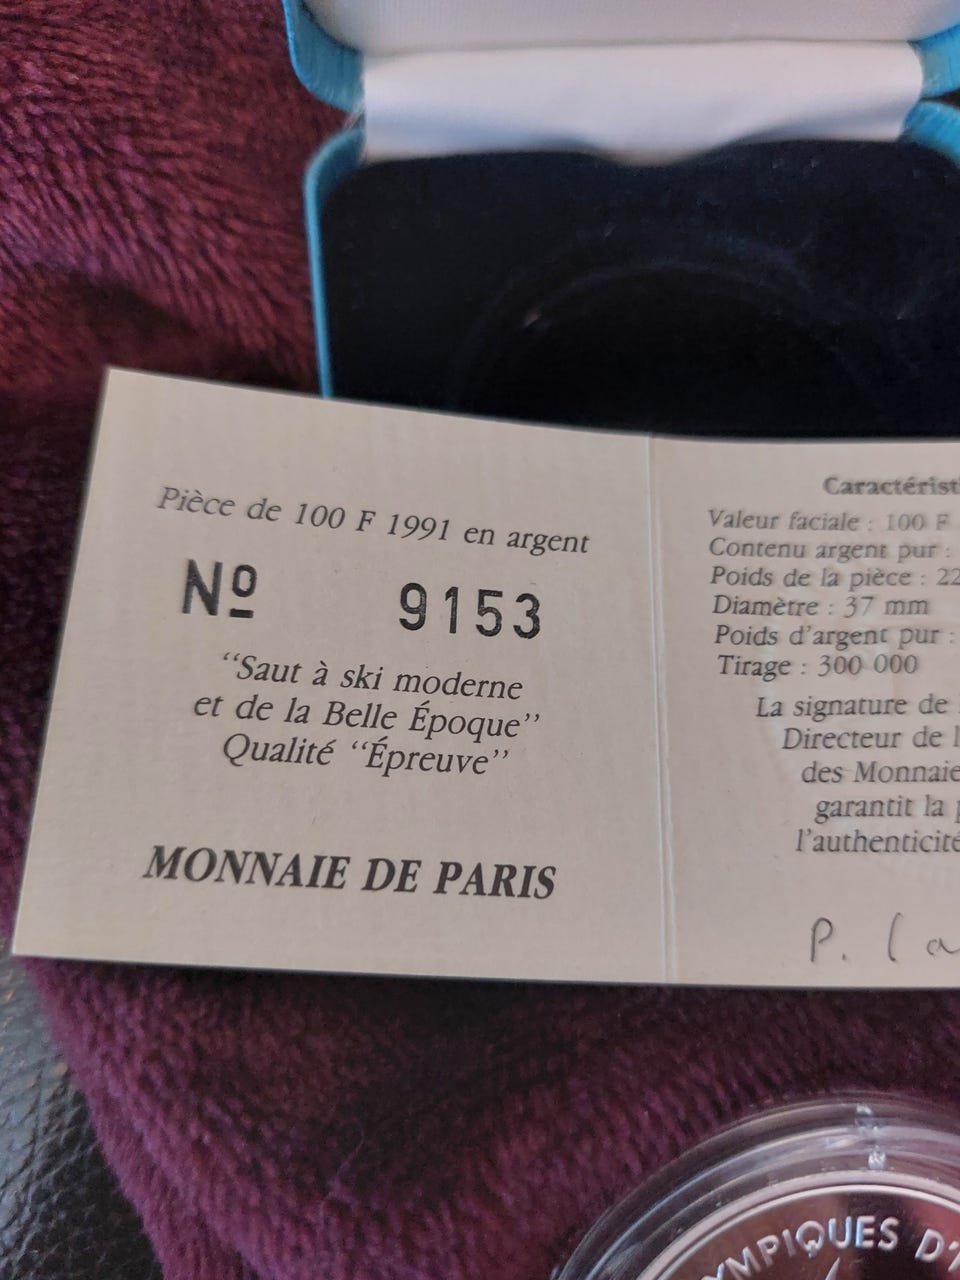 Pièce de 100 F 1991 en argent
Nº 9153
“Saut à ski moderne
et de la Belle Époque”
Qualité “Épreuve”
MONNAIE DE PARIS
Valeur faciale : 100 F
Contenu argent pur :
Poids de la pièce : 22
Diamètre : 37 mm
Poids d'argent pur :
Tirage : 300 000
La signature de
Directeur de
des
garantit la
l'authenticité
P.